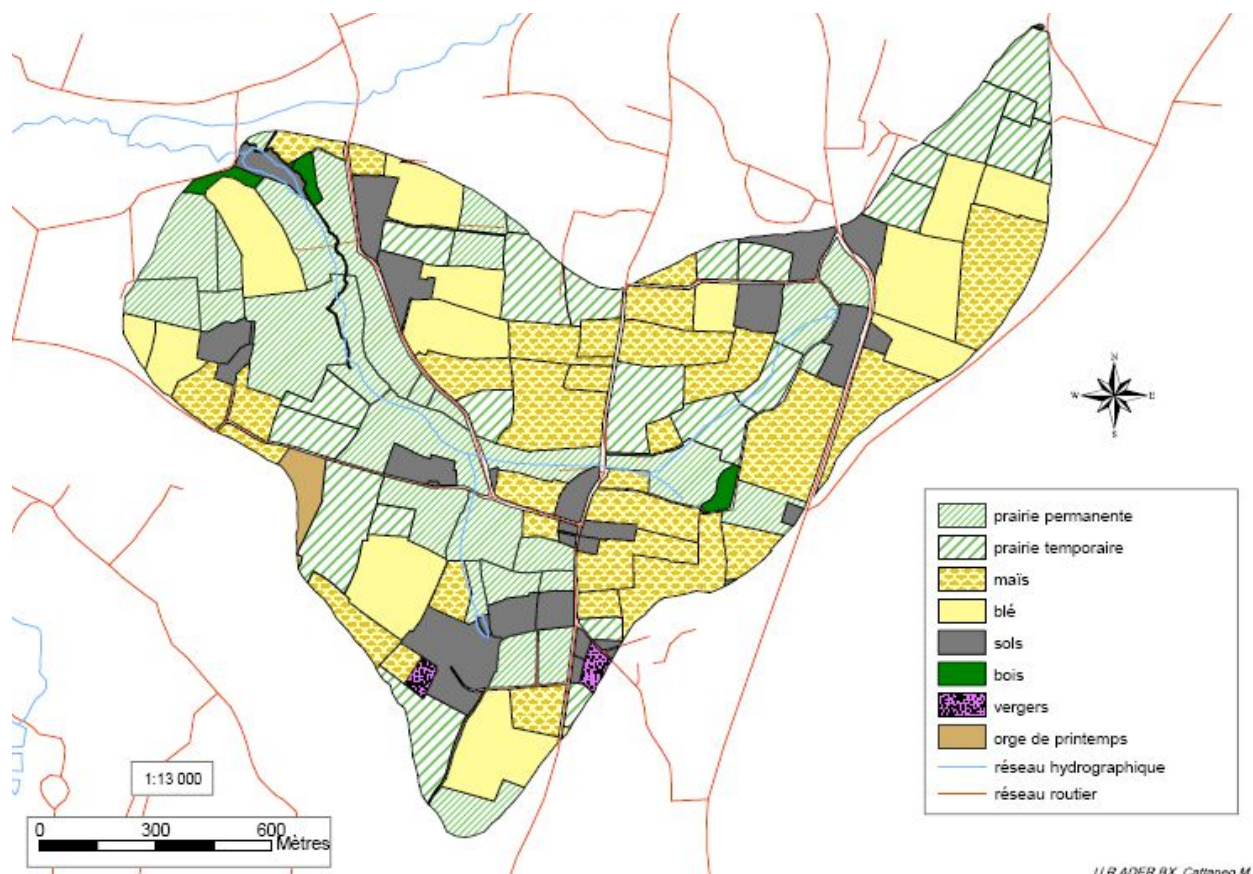 N
W E
S
prairie permanente
prairie temporaire
maïs
blé
sols
bois
vergers
orge de printemps
réseau hydrographique
réseau routier
1:13 000
0 300 600
Mètres
Cattaneo M